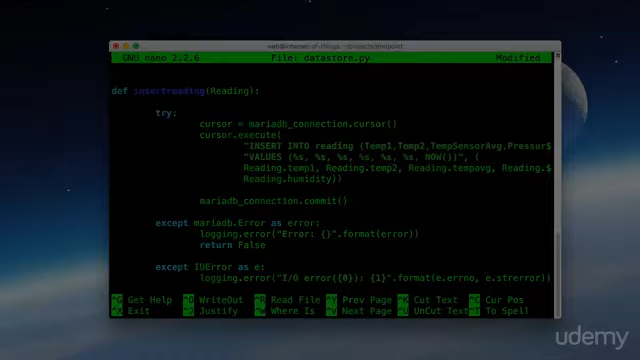 web@internet-of-things: ~/projects/endpoint
GNU nano 2.2.6 File: datastore.py Modified
def insertreading(Reading):
try:
cursor = mariadb_connection.cursor()
cursor.execute(
"INSERT INTO reading (Temp1,Temp2,TempSensorAvg,Pressur$
"VALUES (%s, %s, %s, %s, %s, %s, NOW())", (
Reading.temp1, Reading.temp2, Reading.tempavg, Reading.$
Reading.humidity))
mariadb_connection.commit()
except mariadb.Error as error:
logging.error("Error: {}".format(error))
return False
except IOError as e:
logging.error("I/O error({0}): {1}".format(e.errno, e.strerror))
^G Get Help ^O WriteOut ^R Read File ^Y Prev Page ^K Cut Text ^C Cur Pos
^X Exit ^J Justify ^W Where Is ^V Next Page ^U UnCut Text ^T To Spell
udemy